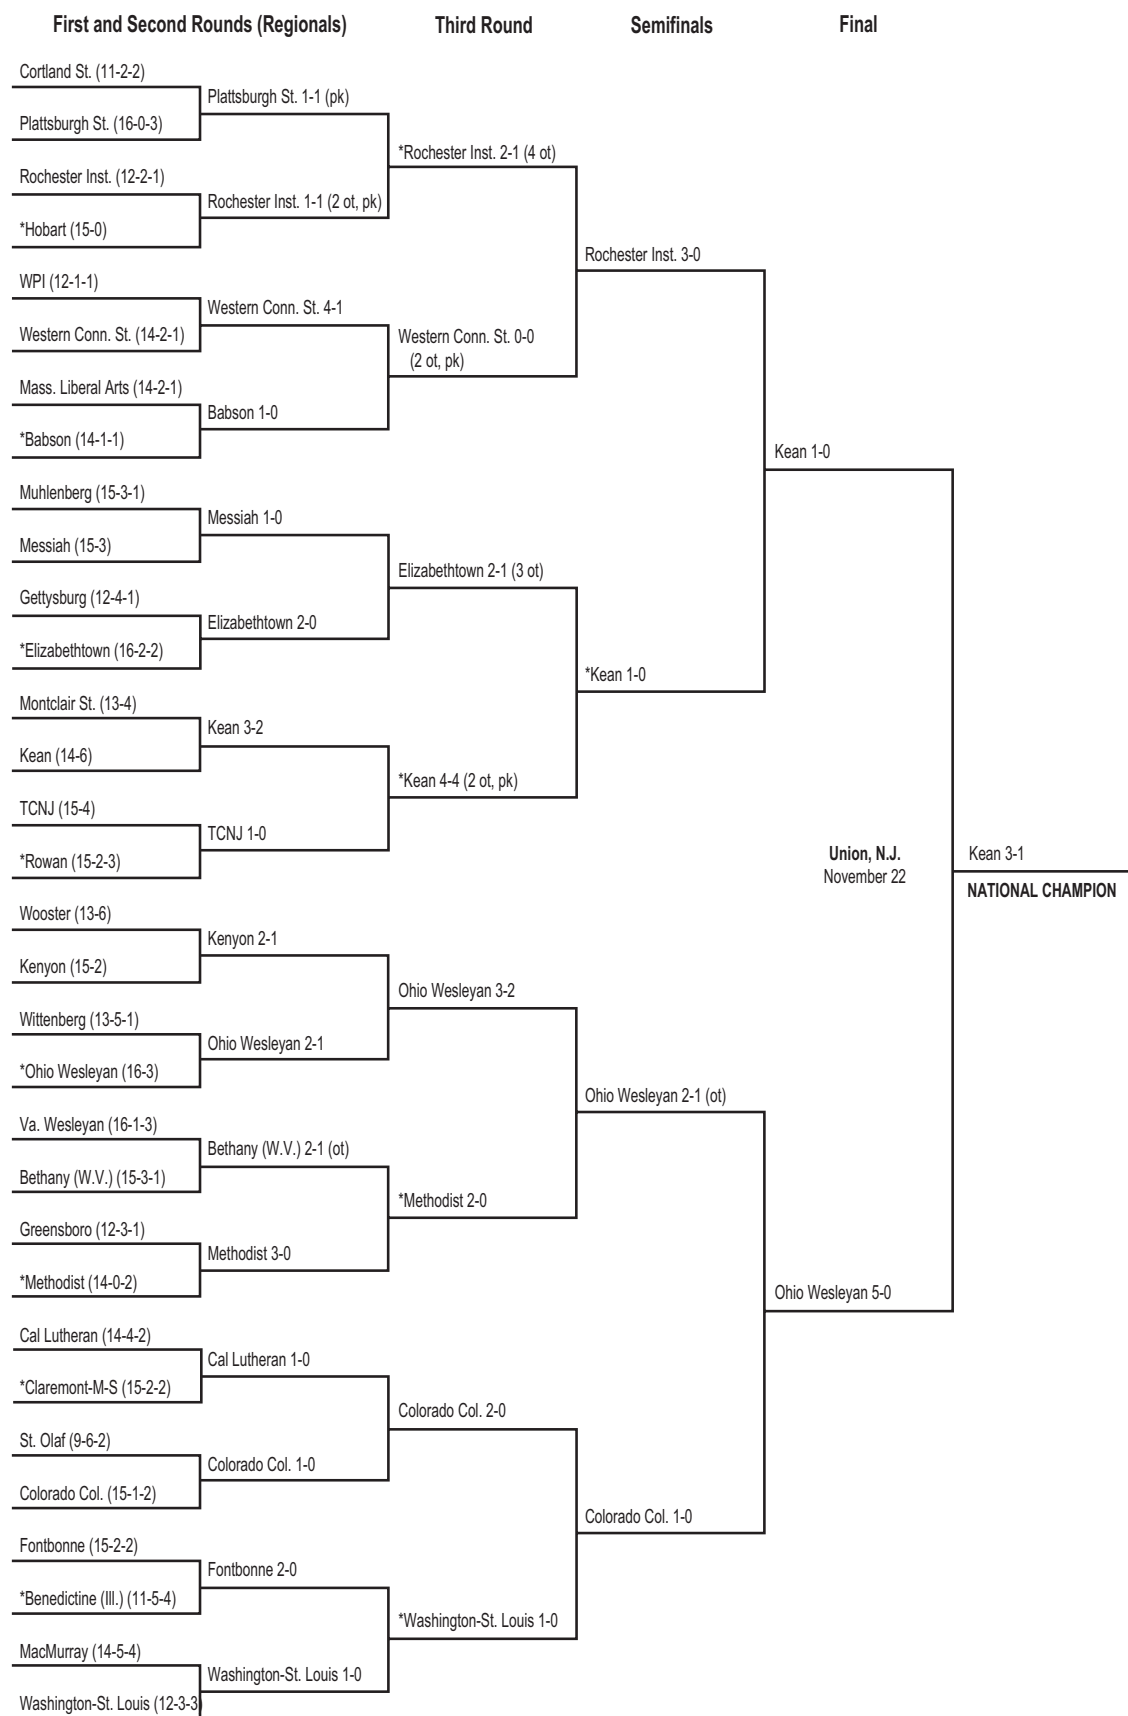 First and Second Rounds (Regionals)
Third Round
Semifinals
Final
Cortland St. (11-2-2)
Plattsburgh St. 1-1 (pk)
Plattsburgh St. (16-0-3)
*Rochester Inst. 2-1 (4 ot)
Rochester Inst. (12-2-1)
Rochester Inst. 1-1 (2 ot, pk)
*Hobart (15-0)
Rochester Inst. 3-0
WPI (12-1-1)
Western Conn. St. 4-1
Western Conn. St. (14-2-1)
Western Conn. St. 0-0
(2 ot, pk)
Mass. Liberal Arts (14-2-1)
Babson 1-0
*Babson (14-1-1)
Kean 1-0
Muhlenberg (15-3-1)
Messiah 1-0
Messiah (15-3)
Elizabethtown 2-1 (3 ot)
Gettysburg (12-4-1)
Elizabethtown 2-0
*Elizabethtown (16-2-2)
*Kean 1-0
Montclair St. (13-4)
Kean 3-2
Kean (14-6)
*Kean 4-4 (2 ot, pk)
TCNJ (15-4)
TCNJ 1-0
*Rowan (15-2-3)
Union, N.J.
November 22
Kean 3-1
NATIONAL CHAMPION
Wooster (13-6)
Kenyon 2-1
Kenyon (15-2)
Ohio Wesleyan 3-2
Wittenberg (13-5-1)
Ohio Wesleyan 2-1
*Ohio Wesleyan (16-3)
Ohio Wesleyan 2-1 (ot)
Va. Wesleyan (16-1-3)
Bethany (W.V.) 2-1 (ot)
Bethany (W.V.) (15-3-1)
*Methodist 2-0
Greensboro (12-3-1)
Methodist 3-0
*Methodist (14-0-2)
Ohio Wesleyan 5-0
Cal Lutheran (14-4-2)
Cal Lutheran 1-0
*Claremont-M-S (15-2-2)
Colorado Col. 2-0
St. Olaf (9-6-2)
Colorado Col. 1-0
Colorado Col. (15-1-2)
Colorado Col. 1-0
Fontbonne (15-2-2)
Fontbonne 2-0
*Benedictine (Ill.) (11-5-4)
*Washington-St. Louis 1-0
MacMurray (14-5-4)
Washington-St. Louis 1-0
Washington-St. Louis (12-3-3)